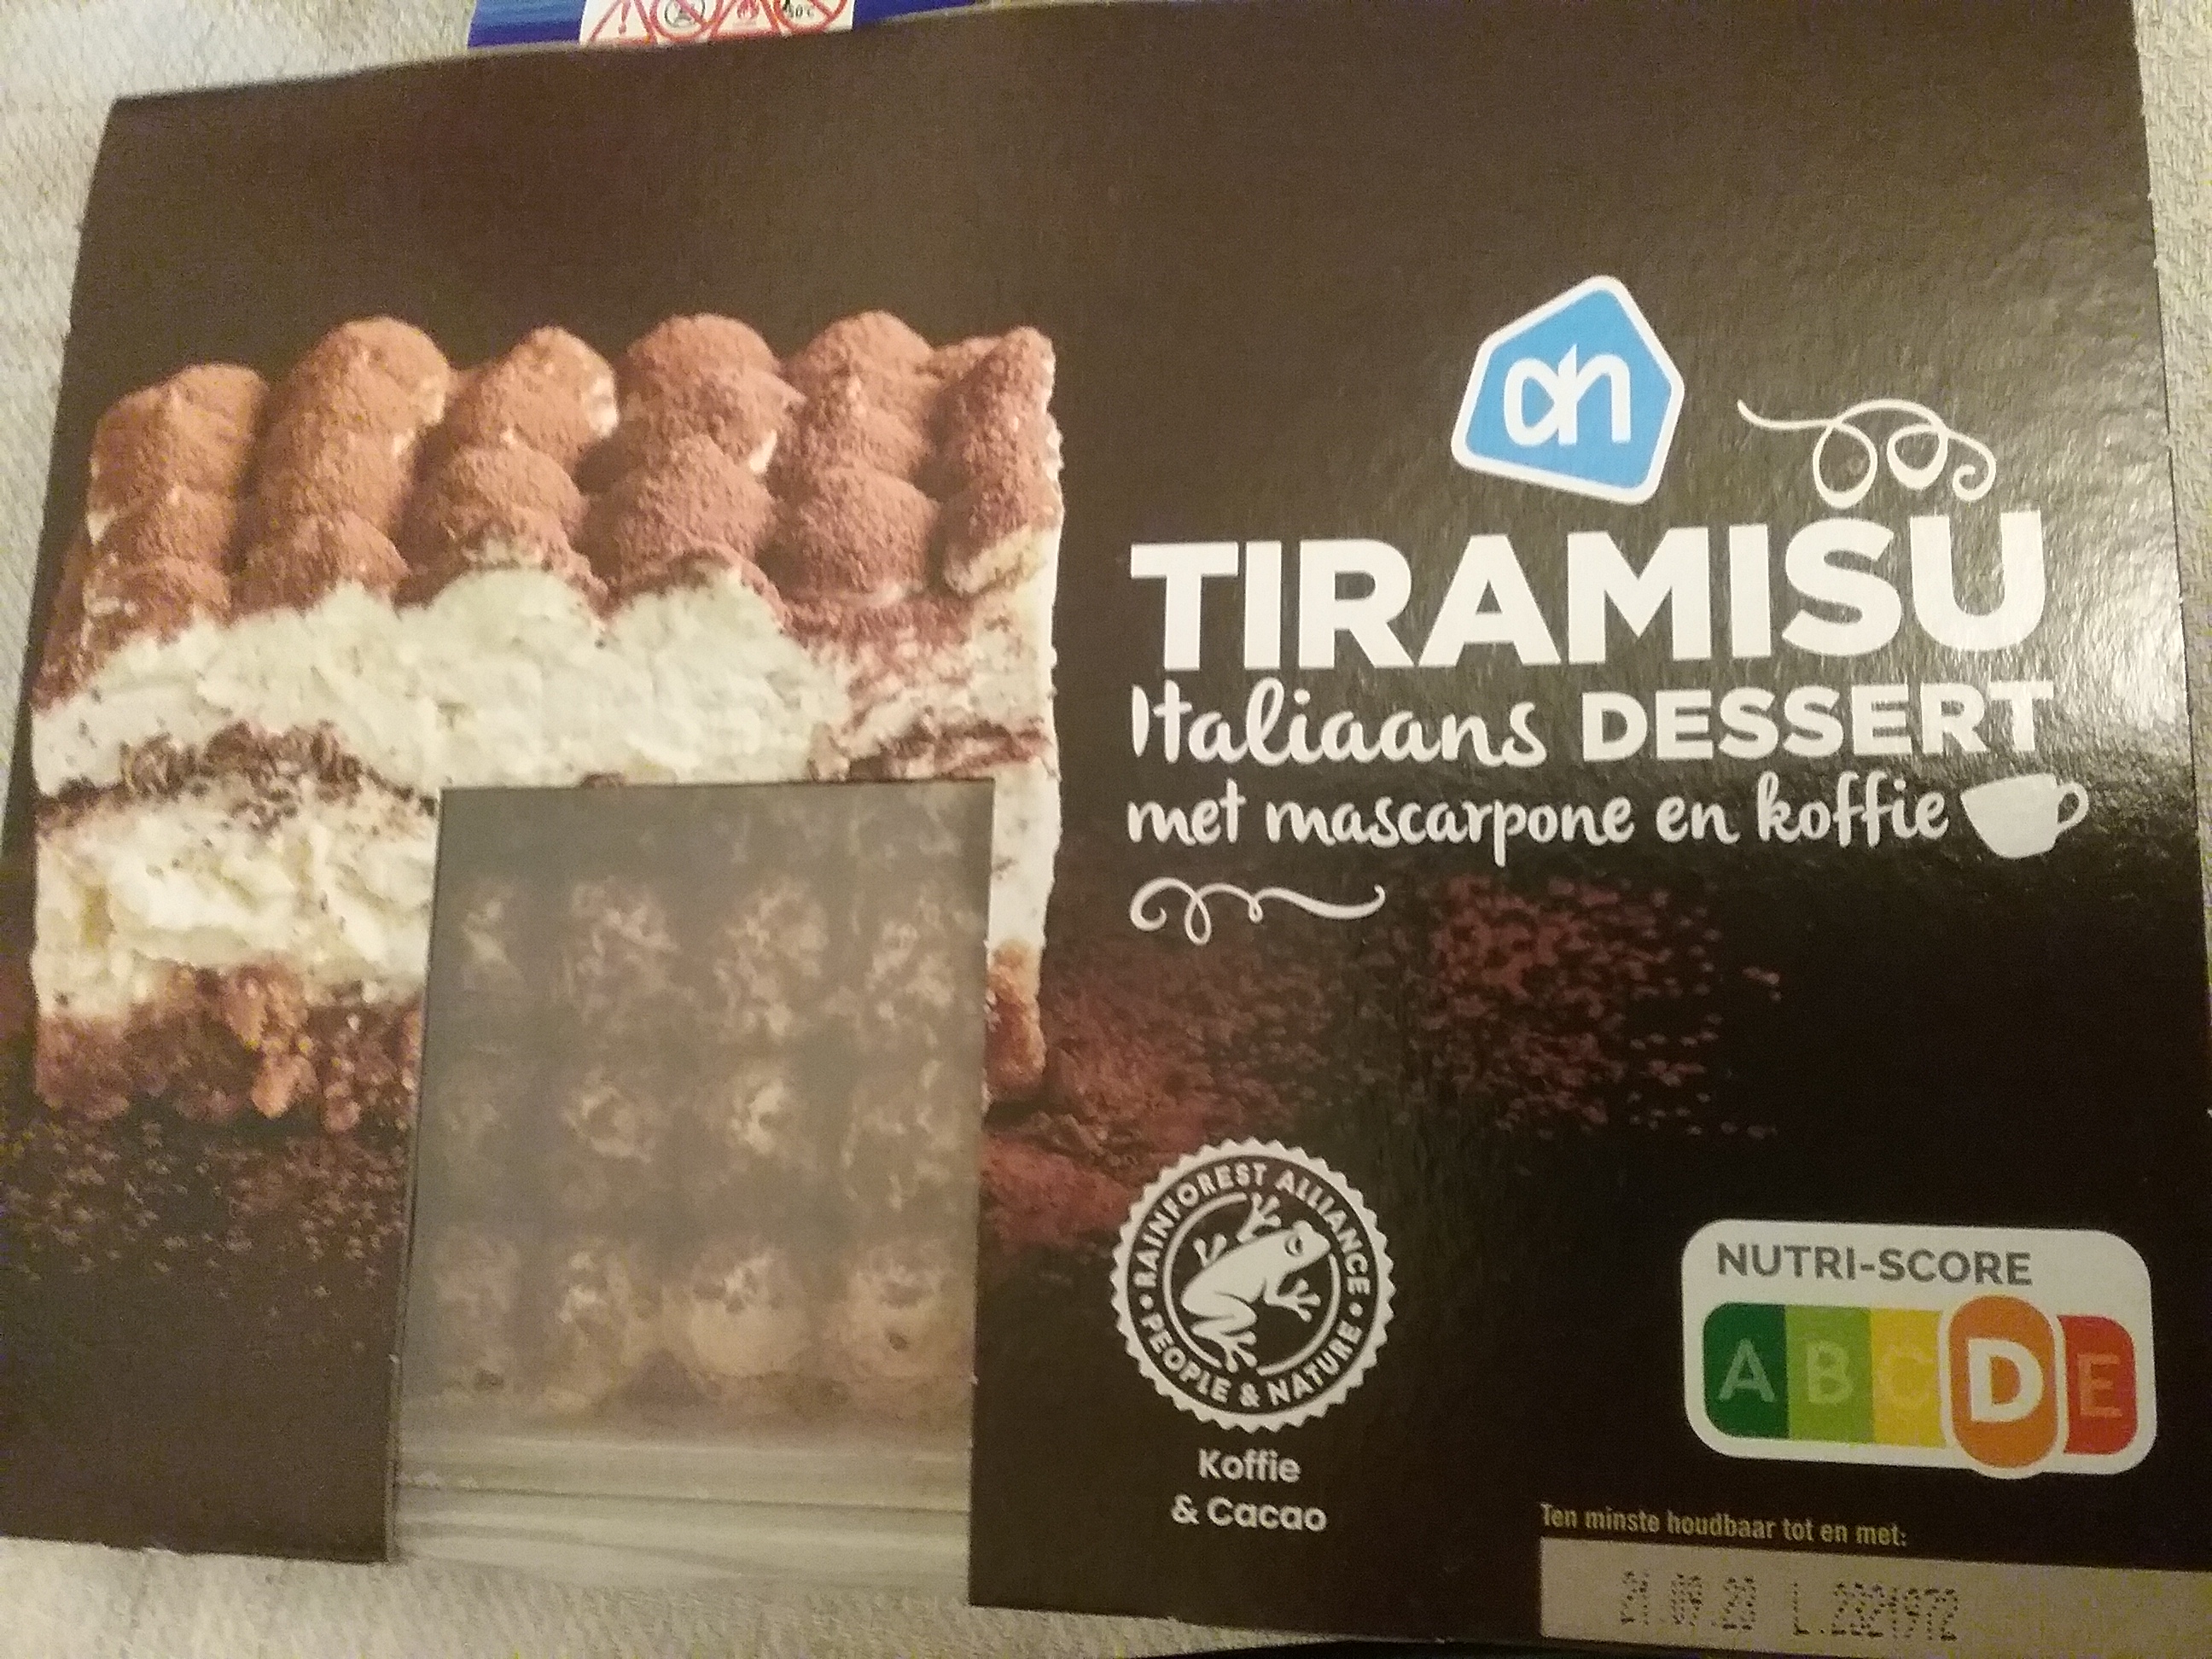 50°C
ah
TIRAMISU
Italiaans DESSERT
met mascarpone en koffie
RAINFOREST ALLIANCE
• PEOPLE & NATURE •
Koffie
& Cacao
NUTRI-SCORE
A B C D E
Ten minste houdbaar tot en met: